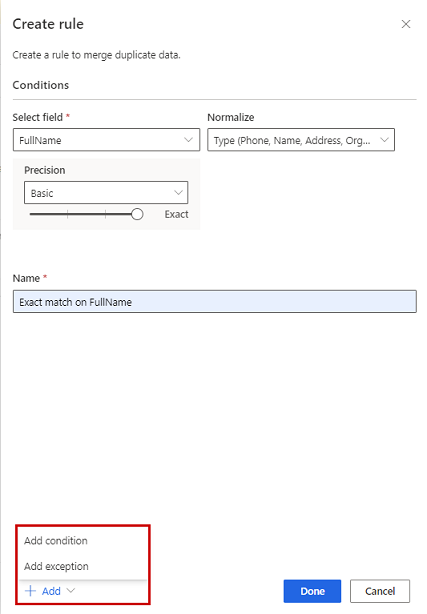 Create rule
Create a rule to merge duplicate data.
Conditions
Select field *
Normalize
FullName
Type (Phone, Name, Address, Org...
Precision
Basic
Exact
Name *
Exact match on FullName
Add condition
Add exception
+ Add
Done
Cancel